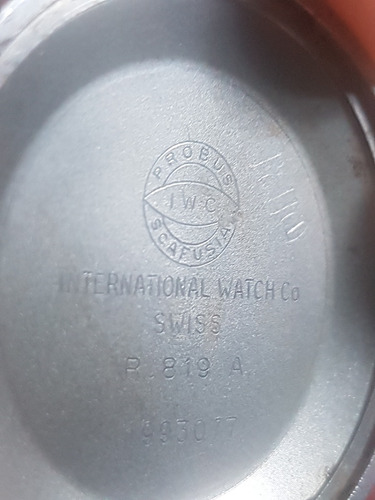 PROBUS
IWC
SCAFUSIA
INTERNATIONAL WATCH Co
SWISS
R 819 A